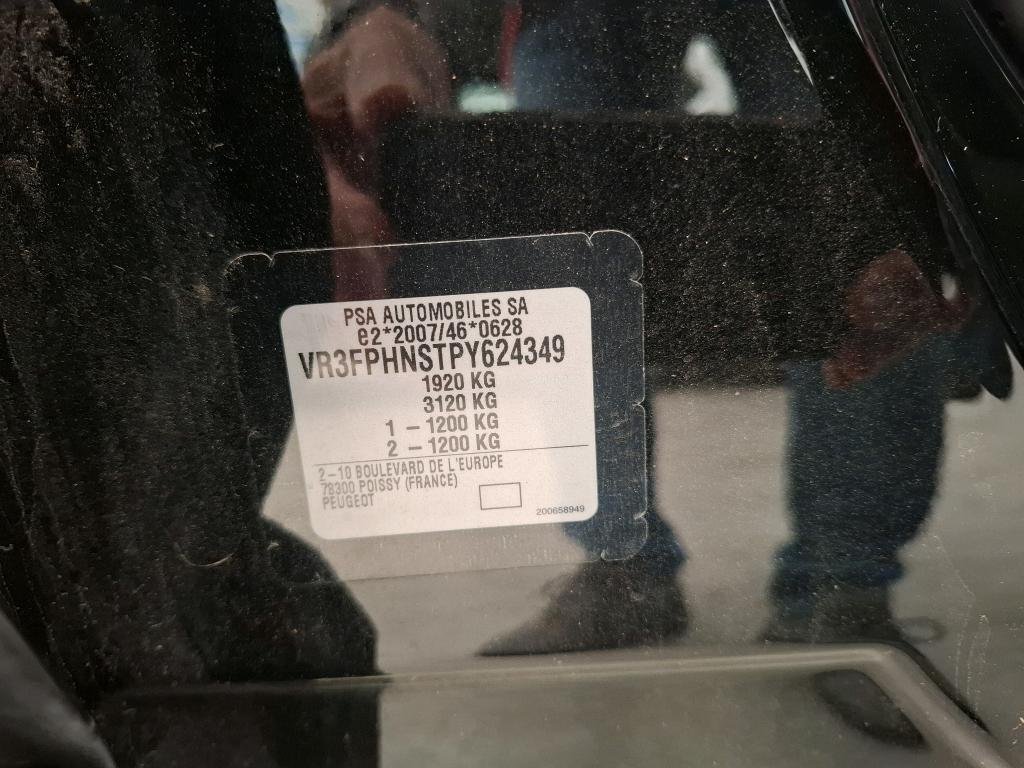 PSA AUTOMOBILES SA
e2*2007/46*0628
VR3FPHNSTPY624349
1920 KG
3120 KG
1 – 1200 KG
2 – 1200 KG
2–10 BOULEVARD DE L'EUROPE
78300 POISSY (FRANCE)
PEUGEOT
200658949